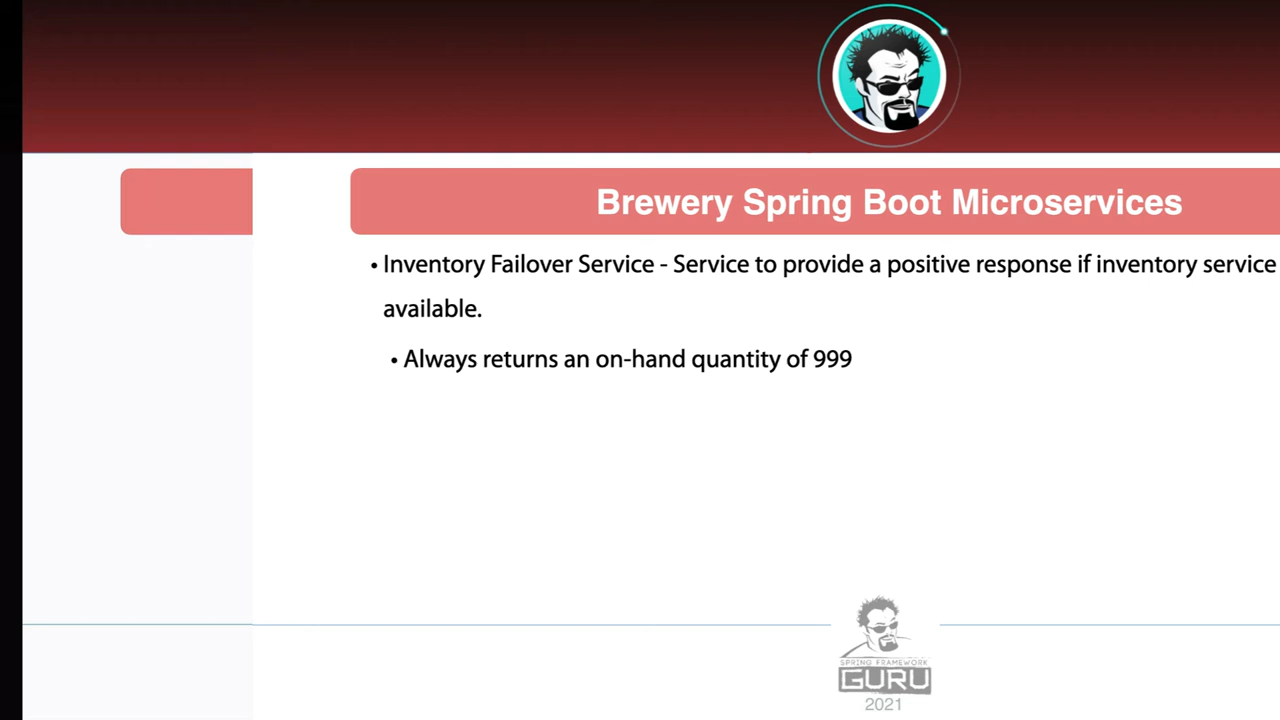 Brewery Spring Boot Microservices
• Inventory Failover Service - Service to provide a positive response if inventory service
available.
• Always returns an on-hand quantity of 999
SPRING FRAMEWORK
GURU
2021